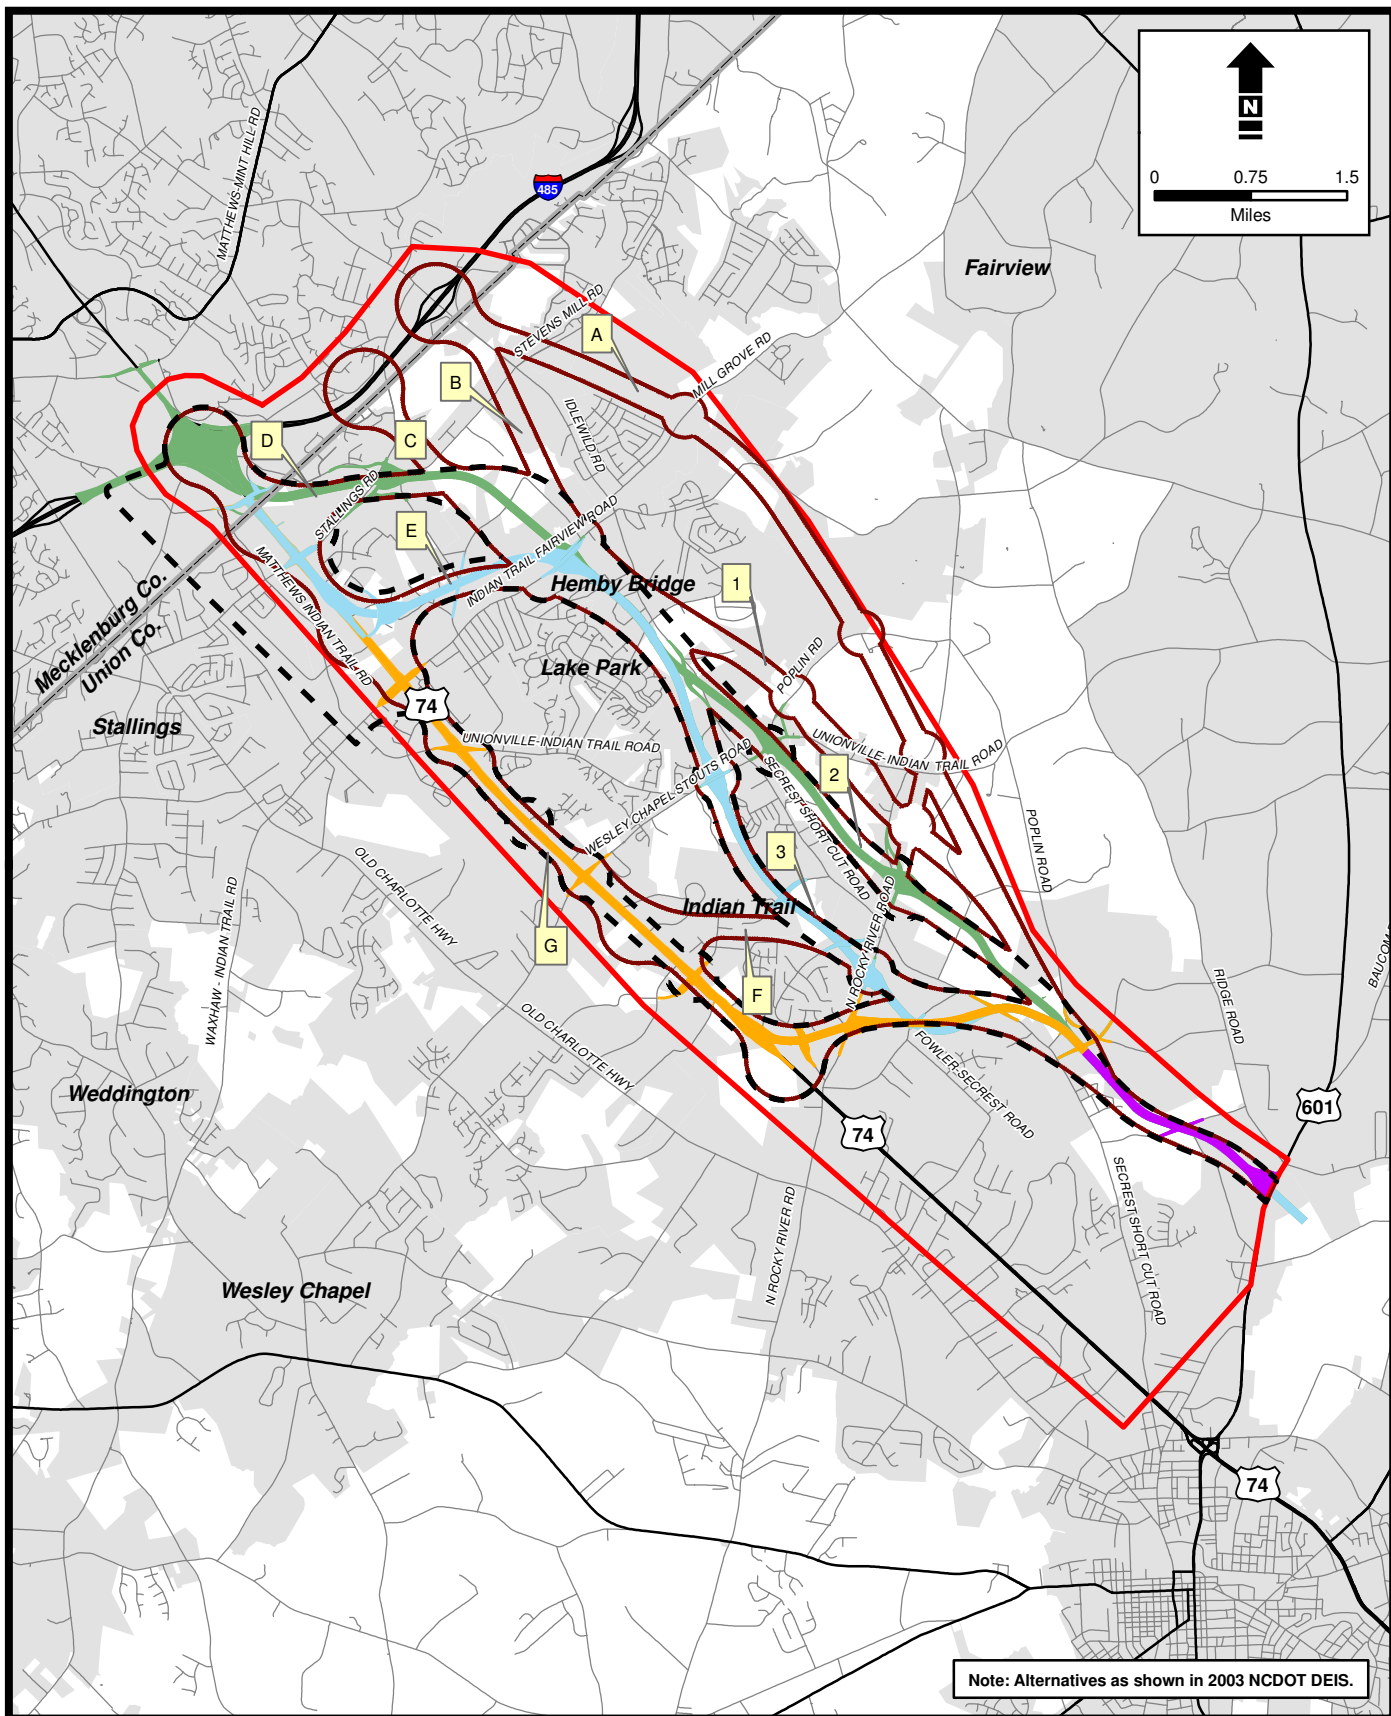 N
0 0.75 1.5
Miles
MATTHEWS-MINT HILL RD
485
Fairview
STEVENS MILL RD
A
MILL GROVE RD
B
IDLEWILD RD
D
C
STALLINGS RD
E
INDIAN TRAIL FAIRVIEW ROAD
MATTHEWS INDIAN TRAIL RD
Hemby Bridge
1
Mecklenburg Co.
Union Co.
Lake Park
POPLIN RD
74
Stallings
UNIONVILLE-INDIAN TRAIL ROAD
UNIONVILLE-INDIAN TRAIL ROAD
WESLEY CHAPEL STOUTS ROAD
SECREST SHORT CUT ROAD
2
POPLIN ROAD
3
OLD CHARLOTTE HWY
WAXHAW - INDIAN TRAIL RD
Indian Trail
G
N ROCKY RIVER ROAD
F
RIDGE ROAD
BAUCOM
OLD CHARLOTTE HWY
FOWLER-SECREST ROAD
Weddington
601
74
SECREST SHORT CUT ROAD
N ROCKY RIVER RD
Wesley Chapel
74
Note: Alternatives as shown in 2003 NCDOT DEIS.